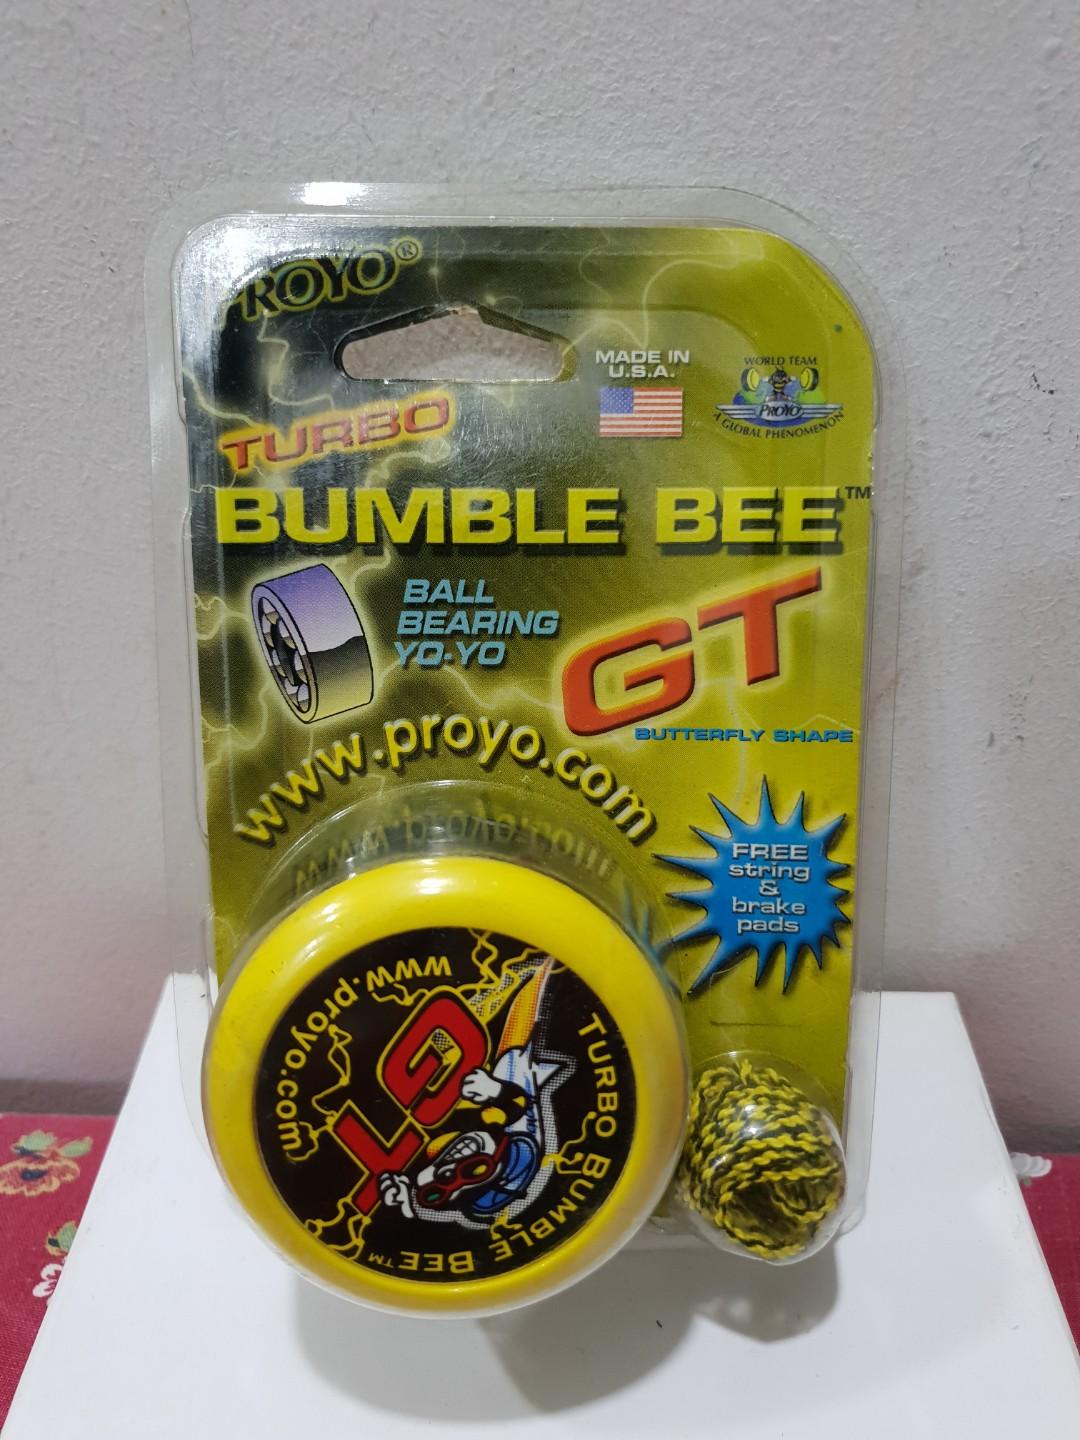 PROYO®
MADE IN
U.S.A.
WORLD TEAM
PROYO
A GLOBAL PHENOMENON
TURBO
BUMBLE BEE™
BALL
BEARING
YO-YO
GT
BUTTERFLY SHAPE
www.proyo.com
FREE
string
&
brake
pads
www.proyo.com
GT
TURBO BUMBLE BEE™